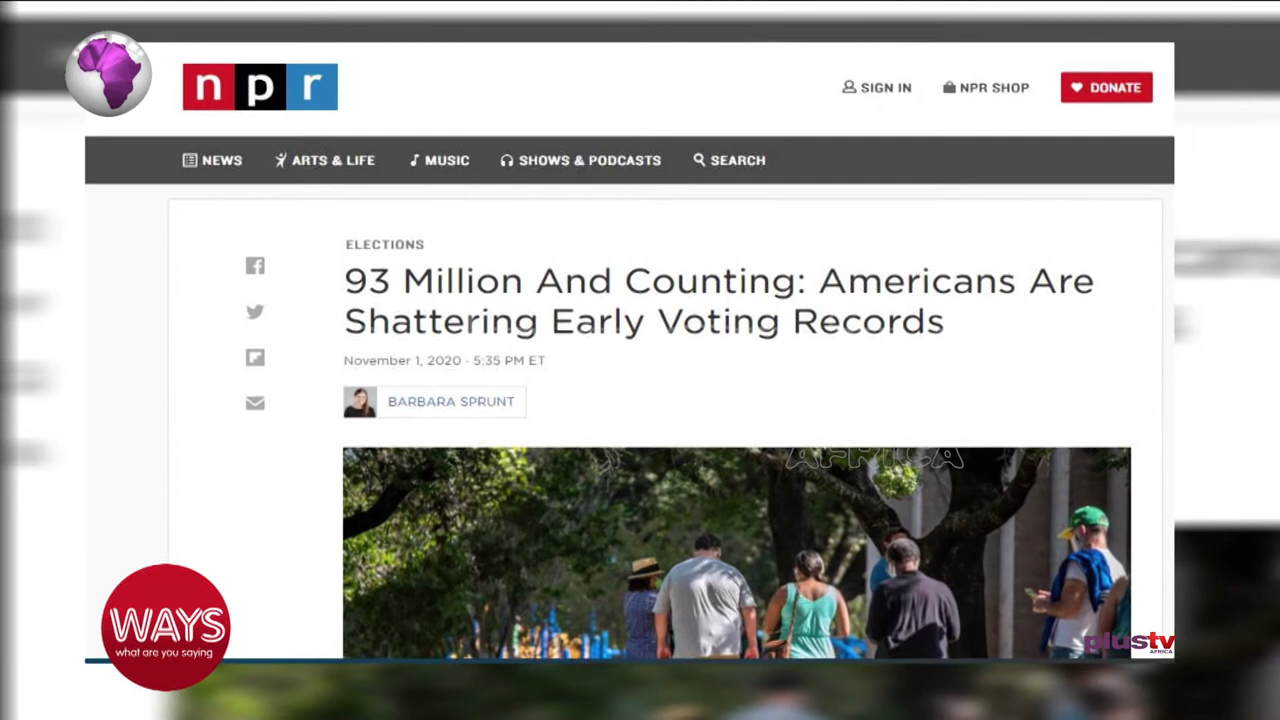 npr
SIGN IN
NPR SHOP
DONATE
NEWS
ARTS & LIFE
MUSIC
SHOWS & PODCASTS
SEARCH
ELECTIONS
93 Million And Counting: Americans Are
Shattering Early Voting Records
November 1, 2020 · 5:35 PM ET
BARBARA SPRUNT
AFRICA
WAYS
what are you saying
plustv
AFRICA